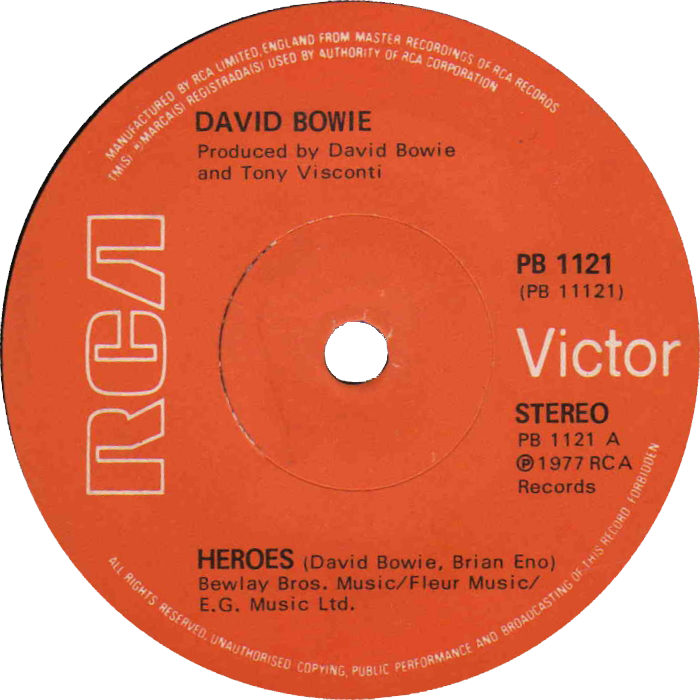 MANUFACTURED BY RCA LIMITED, ENGLAND FROM MASTER RECORDINGS OF RCA RECORDS
TM(S) ® MARCA(S) REGISTRADA(S) USED BY AUTHORITY OF RCA CORPORATION
DAVID BOWIE
Produced by David Bowie
and Tony Visconti
RCA
PB 1121
(PB 11121)
Victor
STEREO
PB 1121 A
℗ 1977 RCA
Records
HEROES (David Bowie, Brian Eno)
Bewlay Bros. Music/Fleur Music/
E.G. Music Ltd.
ALL RIGHTS RESERVED, UNAUTHORISED COPYING, PUBLIC PERFORMANCE AND BROADCASTING OF THIS RECORD FORBIDDEN